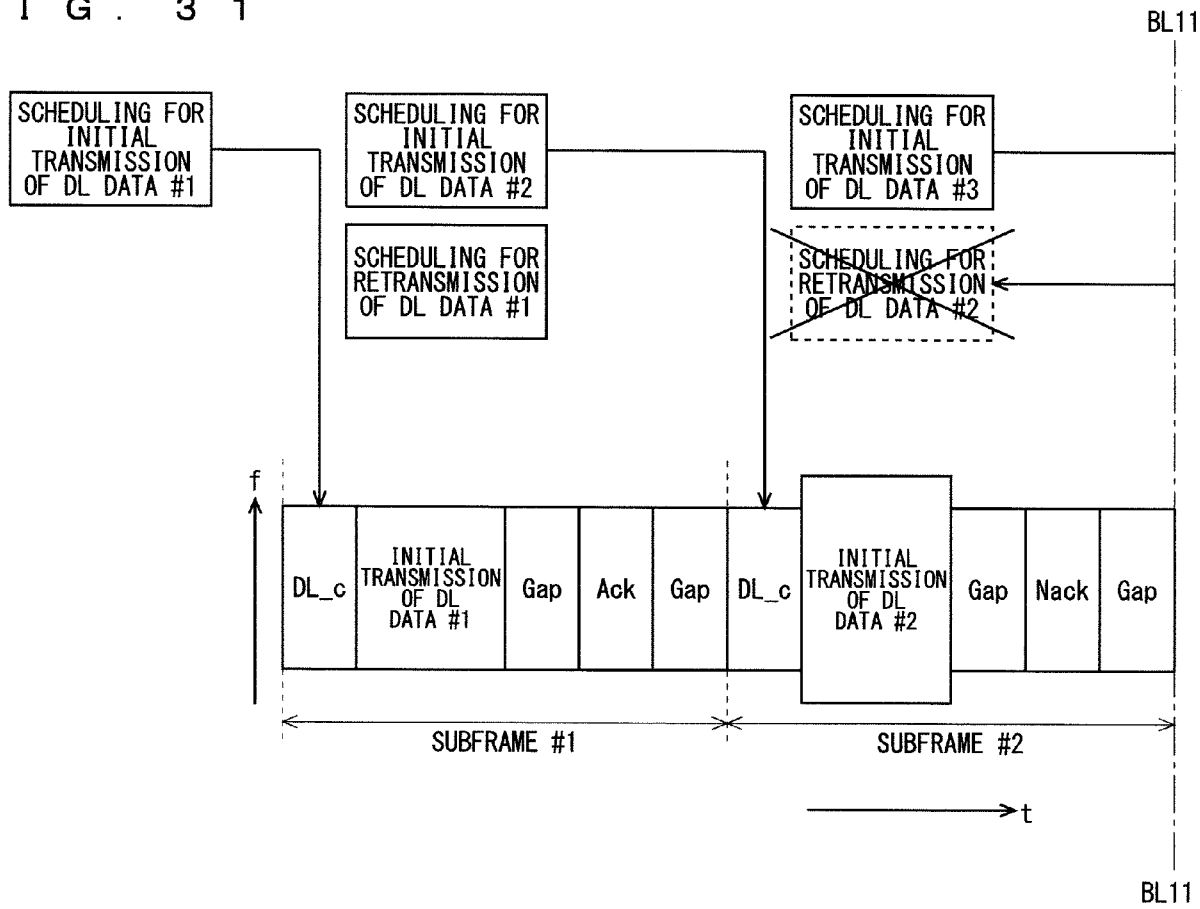 I G . 3 1
BL11
SCHEDULING FOR
INITIAL
TRANSMISSION
OF DL DATA #1
SCHEDULING FOR
INITIAL
TRANSMISSION
OF DL DATA #2
SCHEDULING FOR
INITIAL
TRANSMISSION
OF DL DATA #3
SCHEDULING FOR
RETRANSMISSION
OF DL DATA #1
SCHEDULING FOR
RETRANSMISSION
OF DL DATA #2
f
DL_c
INITIAL
TRANSMISSION
OF DL
DATA #1
Gap
Ack
Gap
DL_c
INITIAL
TRANSMISSION
OF DL
DATA #2
Gap
Nack
Gap
SUBFRAME #1
SUBFRAME #2
t
BL11